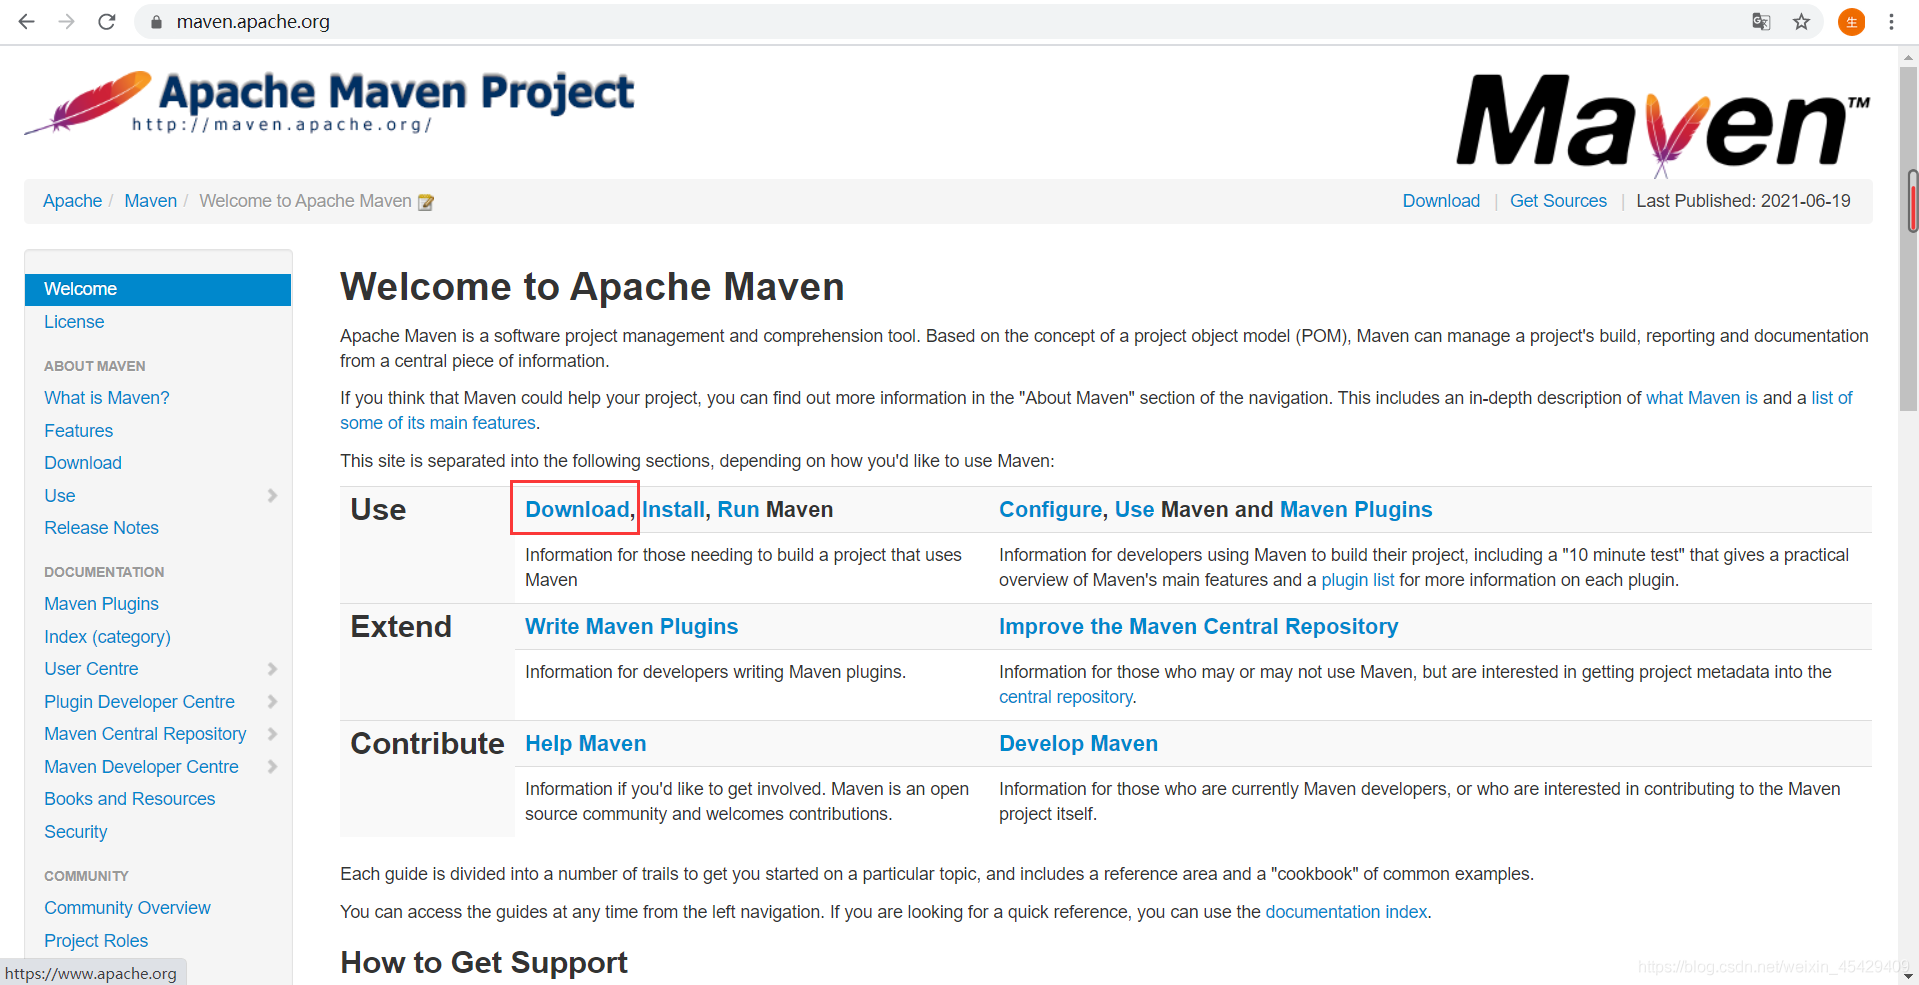 maven.apache.org
生
Apache Maven Project
http://maven.apache.org/
Maven™
Apache / Maven / Welcome to Apache Maven
Download | Get Sources | Last Published: 2021-06-19
Welcome
License
ABOUT MAVEN
What is Maven?
Features
Download
Use
Release Notes
DOCUMENTATION
Maven Plugins
Index (category)
User Centre
Plugin Developer Centre
Maven Central Repository
Maven Developer Centre
Books and Resources
Security
COMMUNITY
Community Overview
Project Roles
https://www.apache.org
Welcome to Apache Maven
Apache Maven is a software project management and comprehension tool. Based on the concept of a project object model (POM), Maven can manage a project's build, reporting and documentation
from a central piece of information.
If you think that Maven could help your project, you can find out more information in the "About Maven" section of the navigation. This includes an in-depth description of what Maven is and a list of
some of its main features.
This site is separated into the following sections, depending on how you'd like to use Maven:
Use
Download, Install, Run Maven
Configure, Use Maven and Maven Plugins
Information for those needing to build a project that uses
Maven
Information for developers using Maven to build their project, including a "10 minute test" that gives a practical
overview of Maven's main features and a plugin list for more information on each plugin.
Extend
Write Maven Plugins
Improve the Maven Central Repository
Information for developers writing Maven plugins.
Information for those who may or may not use Maven, but are interested in getting project metadata into the
central repository.
Contribute
Help Maven
Develop Maven
Information if you'd like to get involved. Maven is an open
source community and welcomes contributions.
Information for those who are currently Maven developers, or who are interested in contributing to the Maven
project itself.
Each guide is divided into a number of trails to get you started on a particular topic, and includes a reference area and a "cookbook" of common examples.
You can access the guides at any time from the left navigation. If you are looking for a quick reference, you can use the documentation index.
How to Get Support
https://blog.csdn.net/weixin_45429409